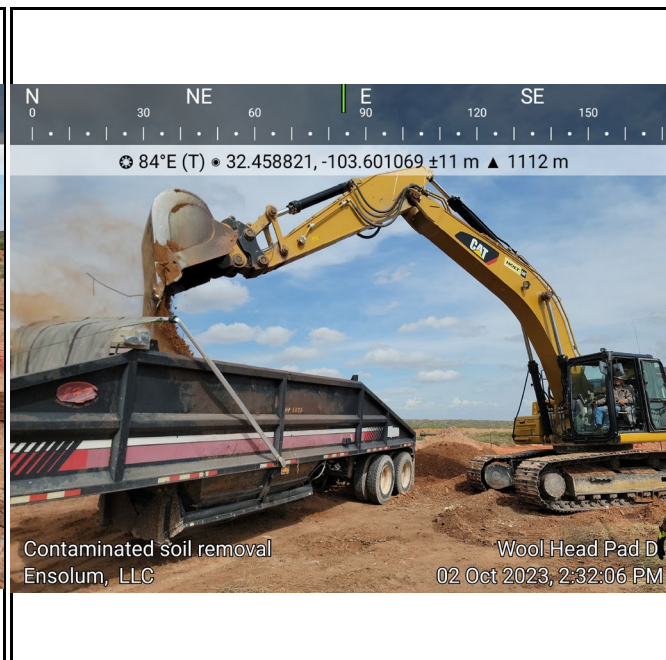 N NE E SE
0 30 60 90 120 150
84°E (T) 32.458821, -103.601069 ±11 m ▲ 1112 m
CAT
HOLT
Contaminated soil removal
Ensolum, LLC
Wool Head Pad D
02 Oct 2023, 2:32:06 PM